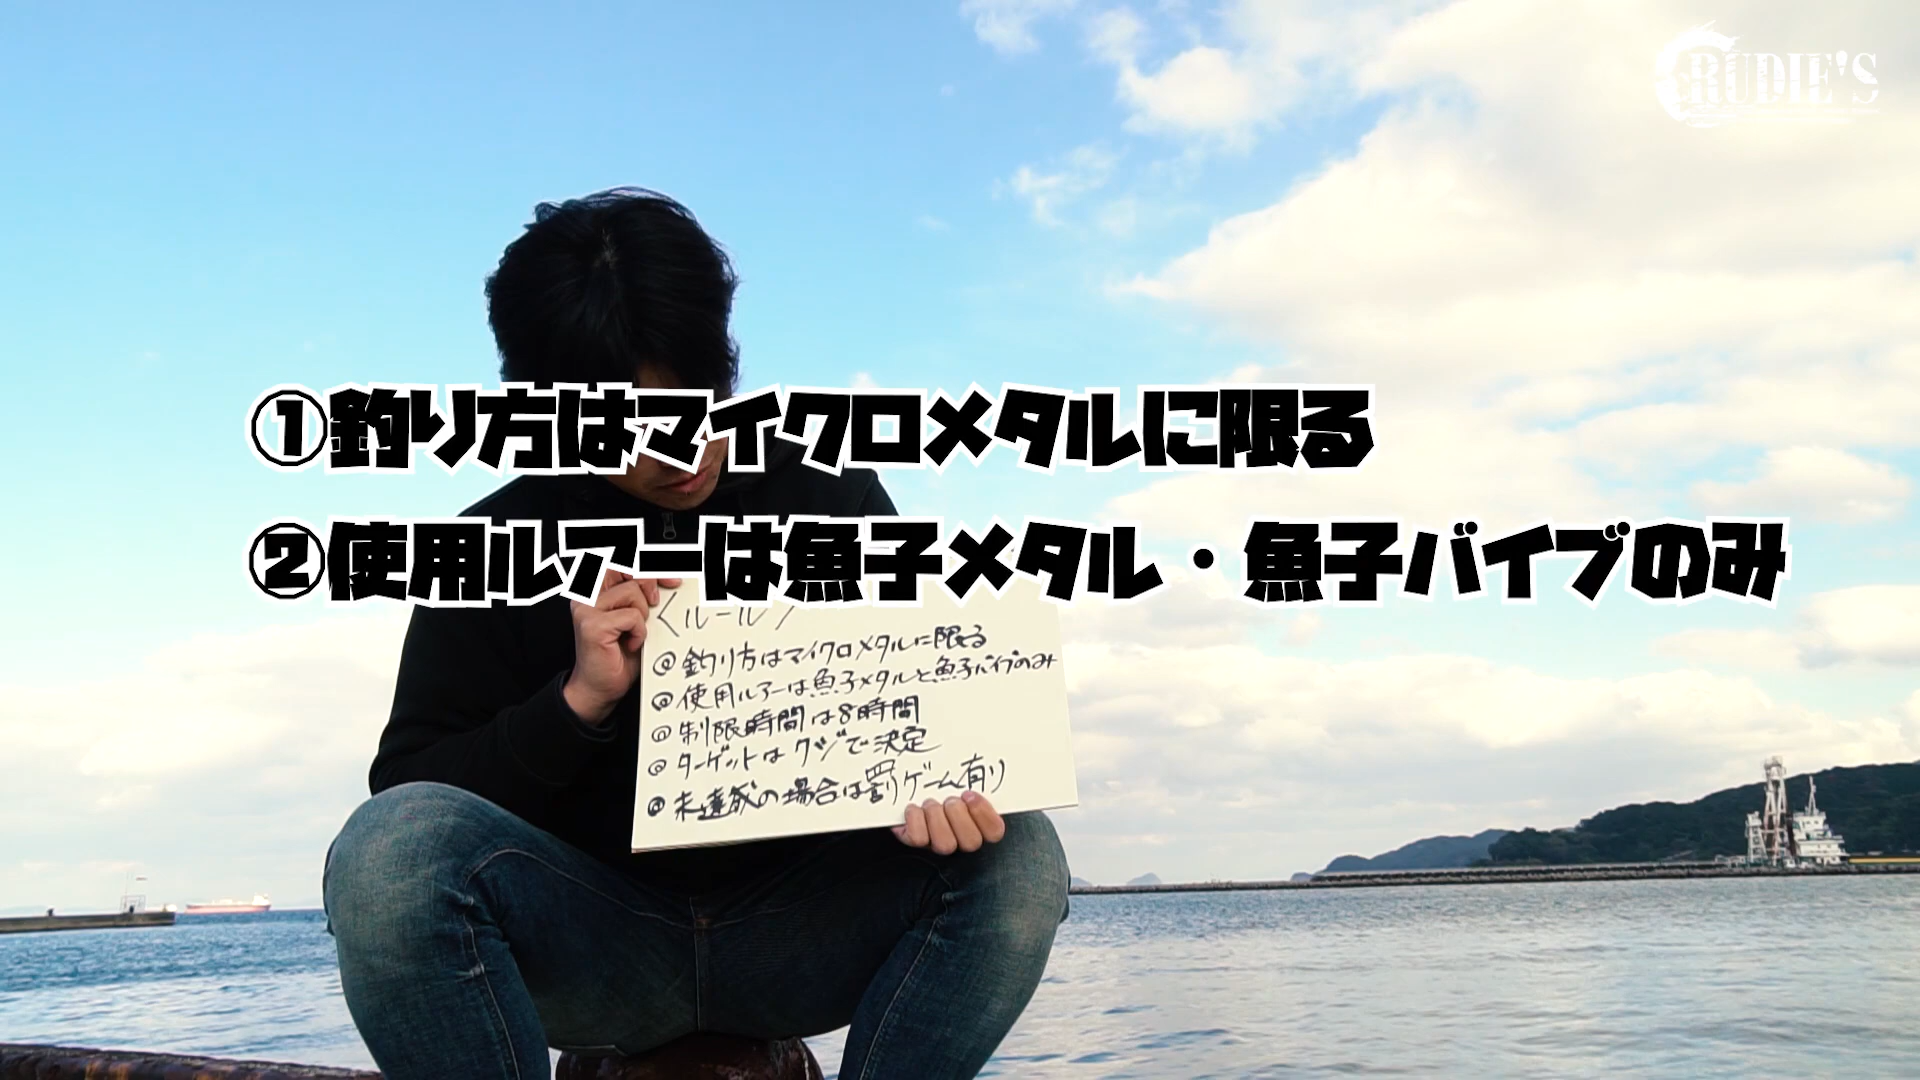 RUDIE'S
①釣り方はマイクロメタルに限る
②使用ルアーは魚子メタル・魚子バイブのみ
〈ルール〉
@釣り方はマイクロメタルに限る
@使用ルアーは魚子メタルと魚子バイブのみ
@制限時間は8時間
@ターゲットはクジで決定
@未達成の場合は罰ゲーム有り